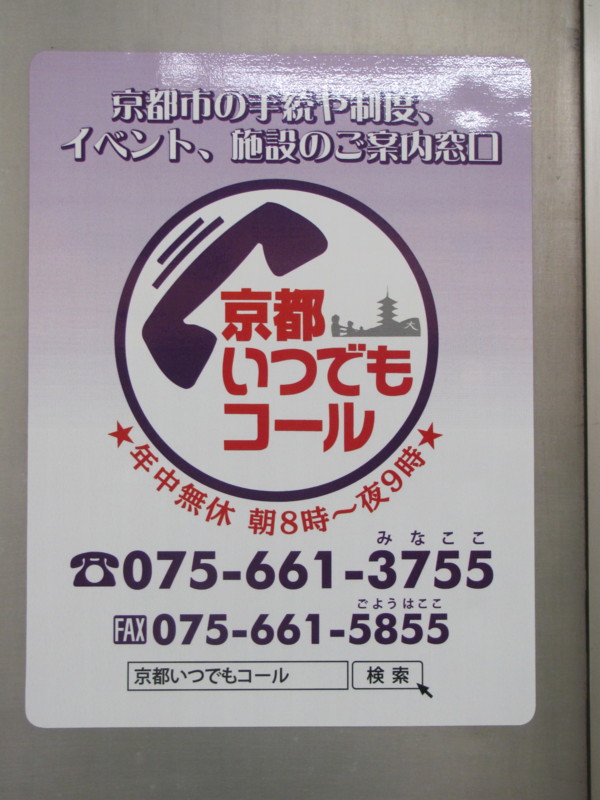 京都市の手続や制度、
イベント、施設のご案内窓口
京都
いつでも
コール
★年中無休 朝8時～夜9時★
みなここ
☎075-661-3755
ごようはここ
FAX 075-661-5855
京都いつでもコール 検索